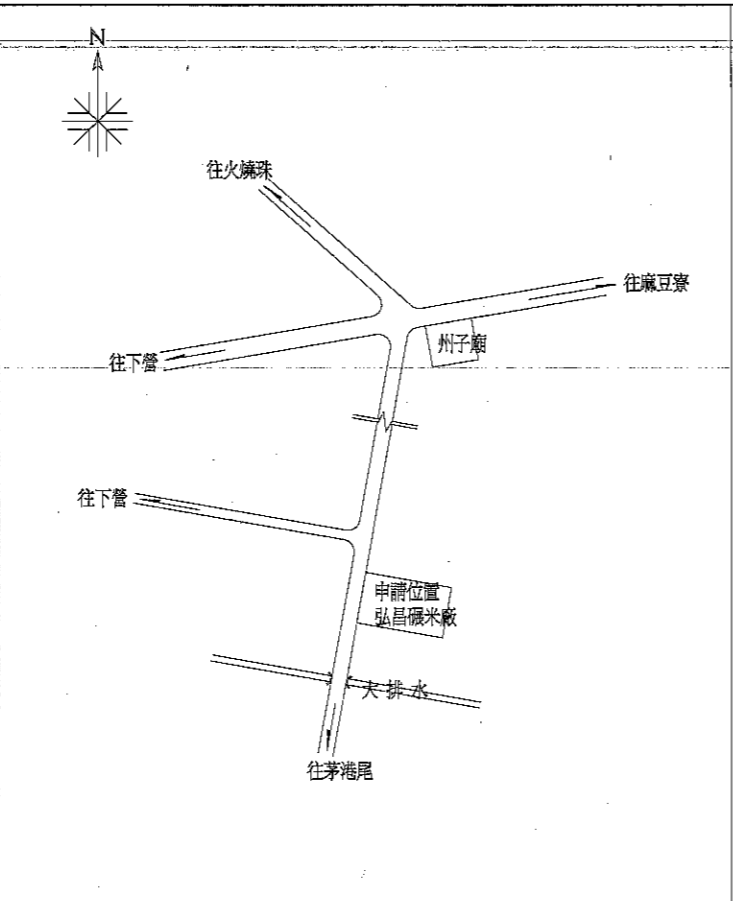 N
往火燒珠
往麻豆寮
州子廟
往下營
往下營
申請位置
弘昌碾米廠
大排水
往茅港尾